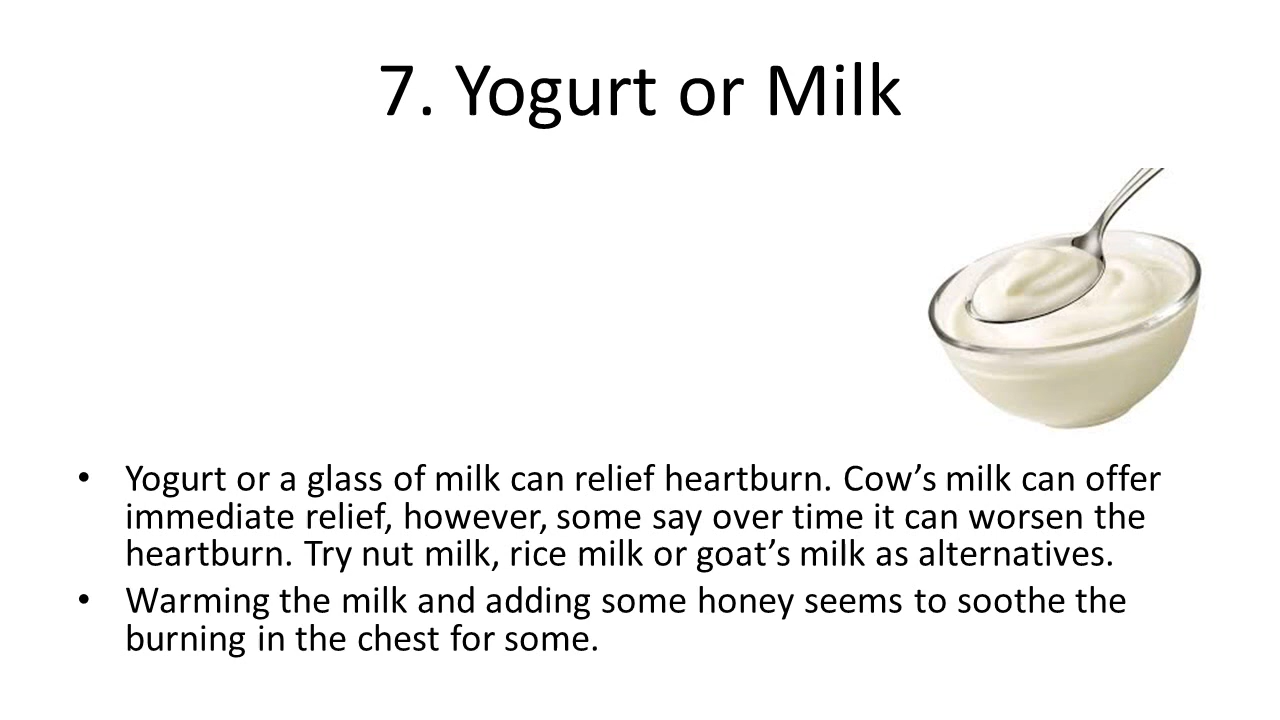 7. Yogurt or Milk
• Yogurt or a glass of milk can relief heartburn. Cow’s milk can offer
immediate relief, however, some say over time it can worsen the
heartburn. Try nut milk, rice milk or goat’s milk as alternatives.
• Warming the milk and adding some honey seems to soothe the
burning in the chest for some.